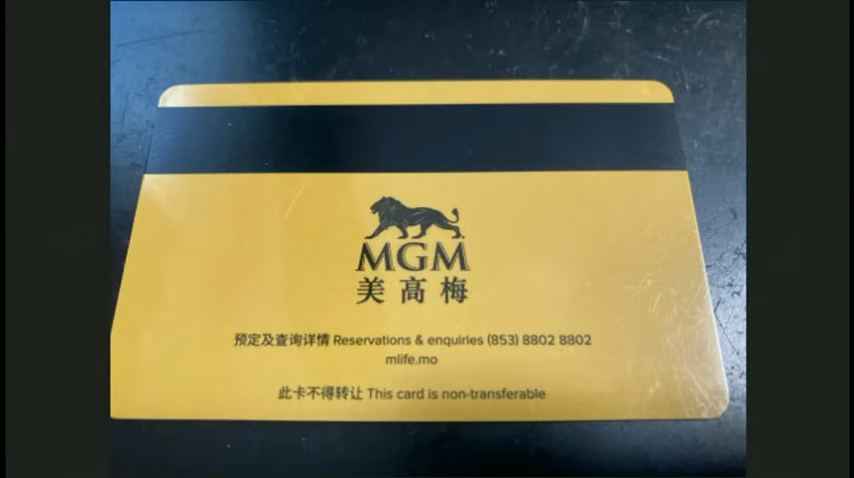 MGM
美高梅
预定及查询详情 Reservations & enquiries (853) 8802 8802
mlife.mo
此卡不得转让 This card is non-transferable